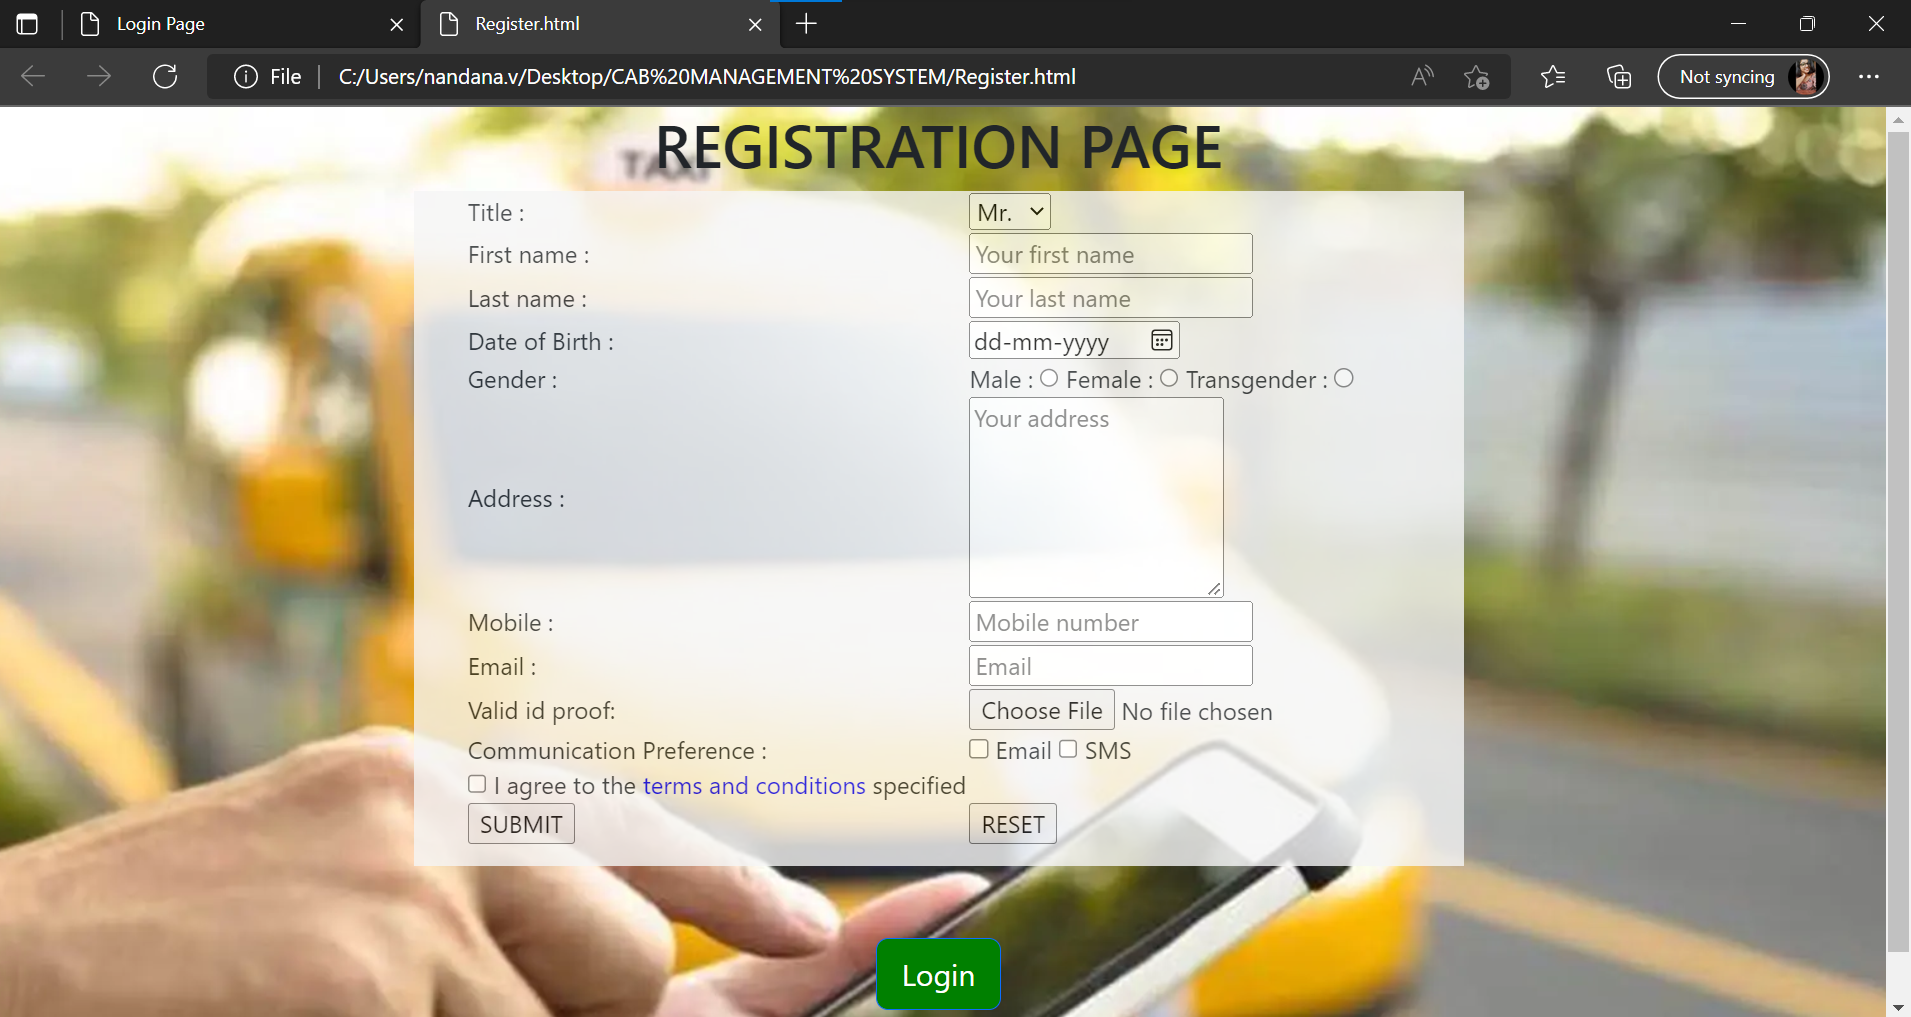 Login Page
Register.html
File
C:/Users/nandana.v/Desktop/CAB%20MANAGEMENT%20SYSTEM/Register.html
Not syncing
TAXI
REGISTRATION PAGE
Title : Mr.
First name : Your first name
Last name : Your last name
Date of Birth : dd-mm-yyyy
Gender : Male : Female : Transgender :
Address : Your address
Mobile : Mobile number
Email : Email
Valid id proof: Choose File No file chosen
Communication Preference : Email SMS
I agree to the terms and conditions specified
SUBMIT RESET
Login